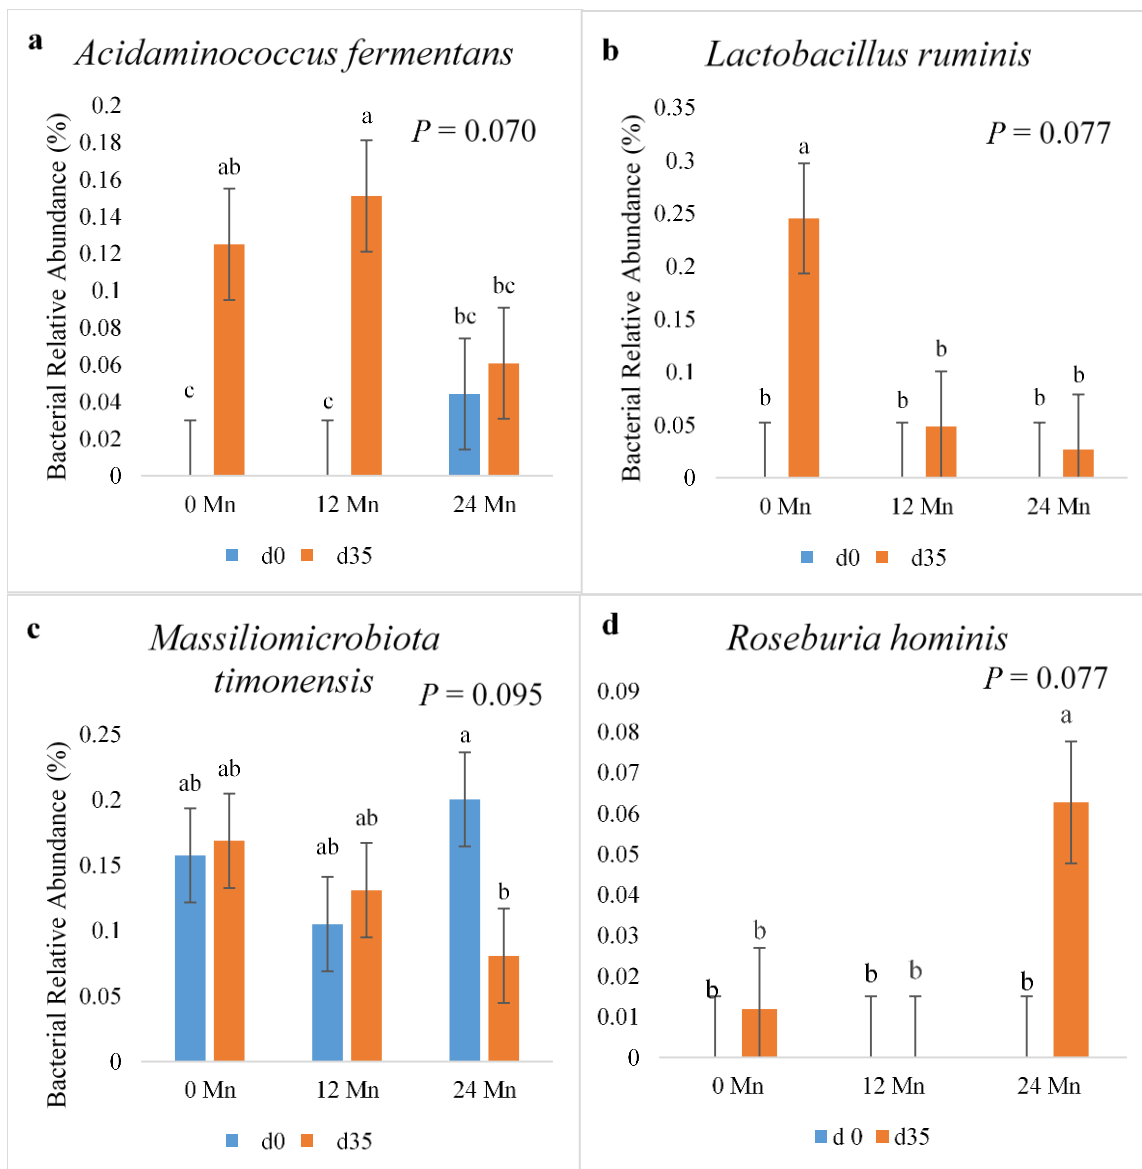 a
Acidaminococcus fermentans
P = 0.070
Bacterial Relative Abundance (%)
0.2
0.18
0.16
0.14
0.12
0.1
0.08
0.06
0.04
0.02
0
c
ab
c
a
bc
bc
0 Mn
12 Mn
24 Mn
d0
d35
b
Lactobacillus ruminis
P = 0.077
Bacterial Relative Abundance (%)
0.35
0.3
0.25
0.2
0.15
0.1
0.05
0
b
a
b
b
b
b
0 Mn
12 Mn
24 Mn
d0
d35
c
Massiliomicrobiota
timonensis
P = 0.095
Bacterial Relative Abundance (%)
0.25
0.2
0.15
0.1
0.05
0
ab
ab
ab
ab
a
b
0 Mn
12 Mn
24 Mn
d0
d35
d
Roseburia hominis
P = 0.077
0.09
0.08
0.07
0.06
0.05
0.04
0.03
0.02
0.01
0
b
b
b
b
b
a
0 Mn
12 Mn
24 Mn
d 0
d35